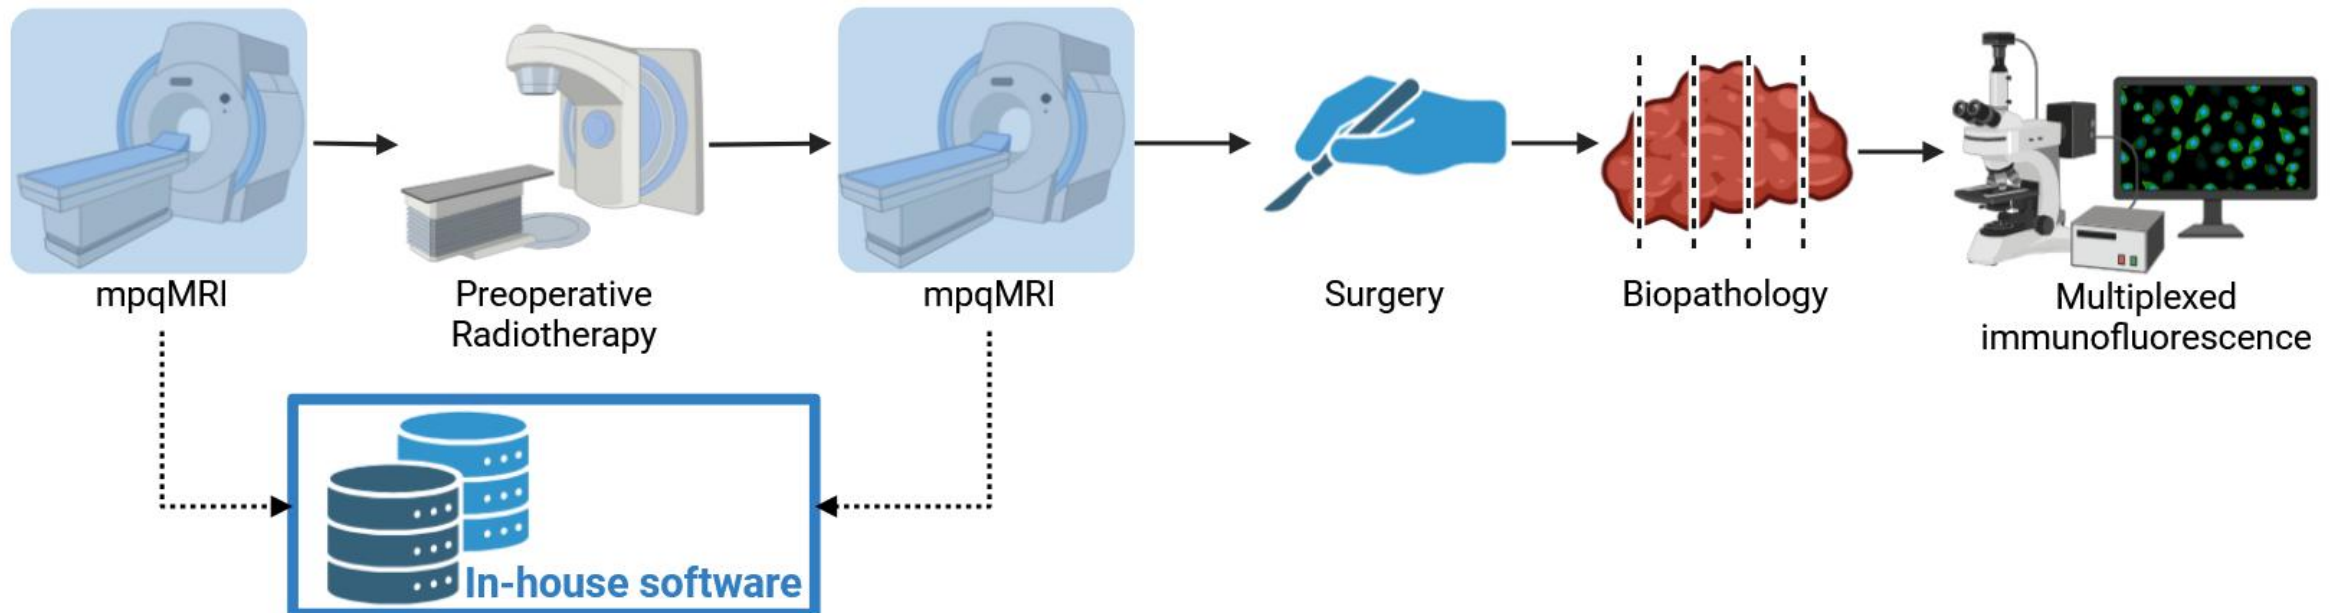 mpqMRI
Preoperative
Radiotherapy
mpqMRI
Surgery
Biopathology
Multiplexed
immunofluorescence
In-house software